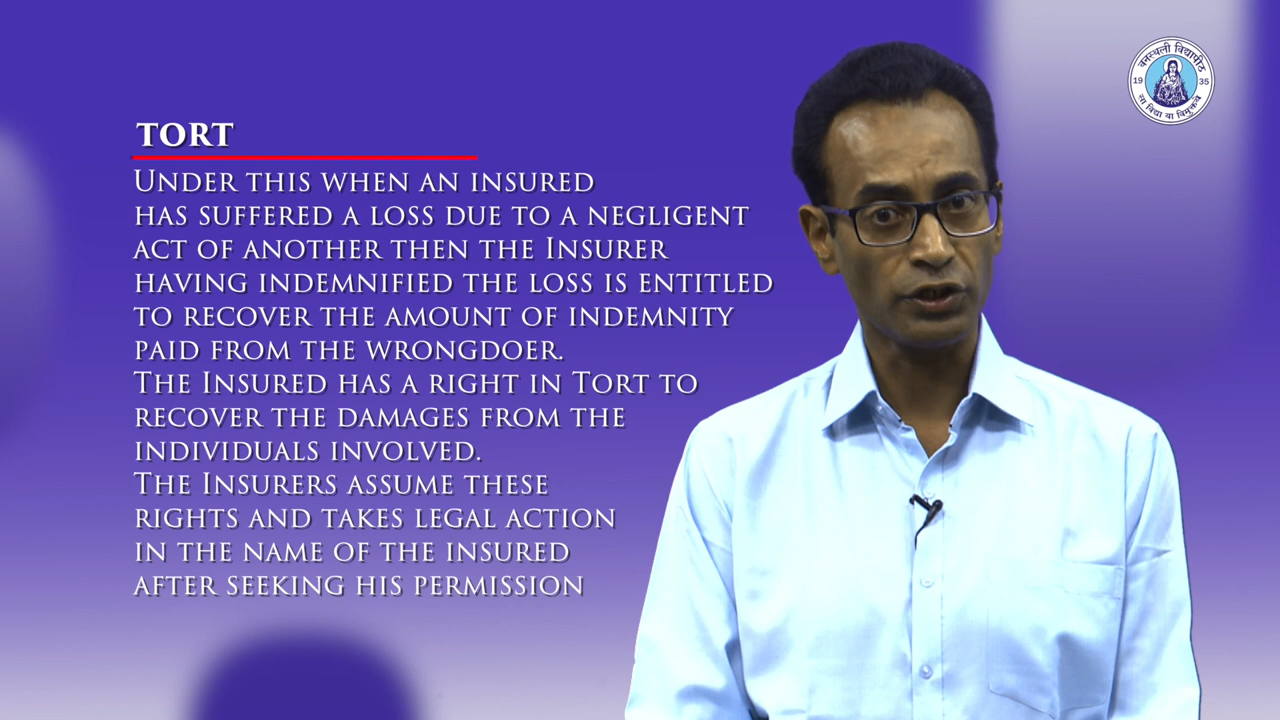 TORT
UNDER THIS WHEN AN INSURED
HAS SUFFERED A LOSS DUE TO A NEGLIGENT
ACT OF ANOTHER THEN THE INSURER
HAVING INDEMNIFIED THE LOSS IS ENTITLED
TO RECOVER THE AMOUNT OF INDEMNITY
PAID FROM THE WRONGDOER.
THE INSURED HAS A RIGHT IN TORT TO
RECOVER THE DAMAGES FROM THE
INDIVIDUALS INVOLVED.
THE INSURERS ASSUME THESE
RIGHTS AND TAKES LEGAL ACTION
IN THE NAME OF THE INSURED
AFTER SEEKING HIS PERMISSION
वनस्थली विद्यापीठ
19 35
सा विद्या या विमुक्तये